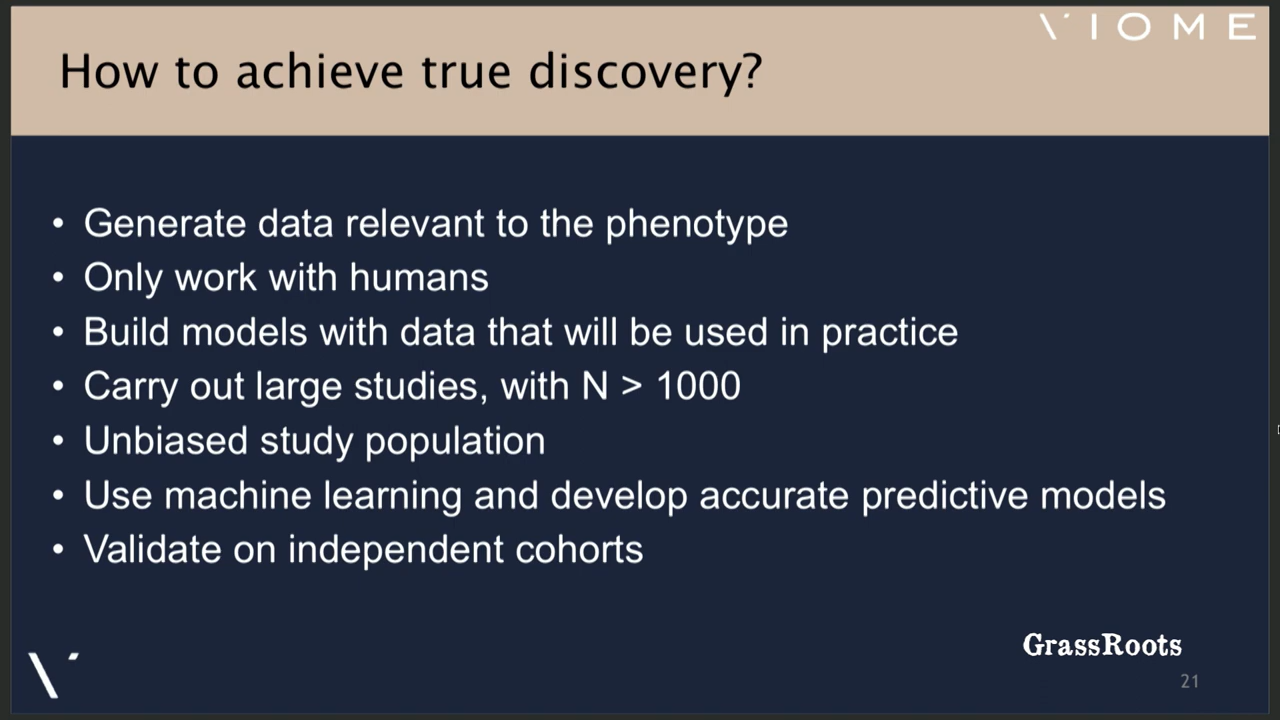 VIOME
How to achieve true discovery?
• Generate data relevant to the phenotype
• Only work with humans
• Build models with data that will be used in practice
• Carry out large studies, with N > 1000
• Unbiased study population
• Use machine learning and develop accurate predictive models
• Validate on independent cohorts
GrassRoots
21